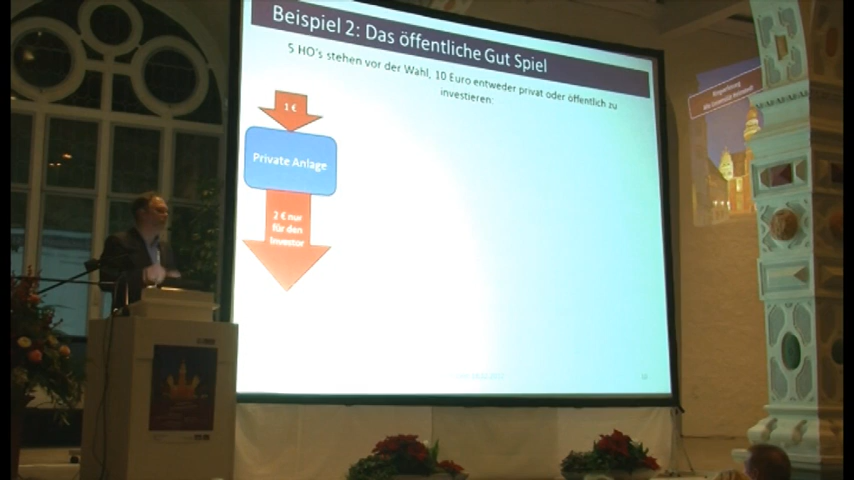 Beispiel 2: Das öffentliche Gut Spiel
5 HO's stehen vor der Wahl, 10 Euro entweder privat oder öffentlich zu
investieren:
1 €
Private Anlage
2 € nur
für den
Investor